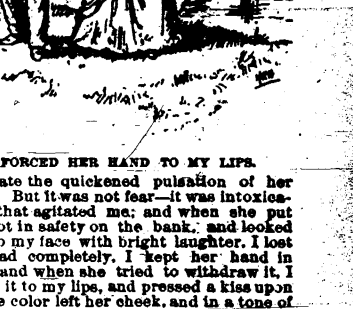 FORCED HER HAND TO MY LIPS.
ate the quickened pulsation of her
But it was not fear—it was intoxica-
that agitated me; and when she put
ot in safety on the bank, and looked
o my face with bright laughter, I lost
ad completely. I kept her hand in
and when she tried to withdraw it, I
it to my lips, and pressed a kiss upon
e color left her cheek, and in a tone of